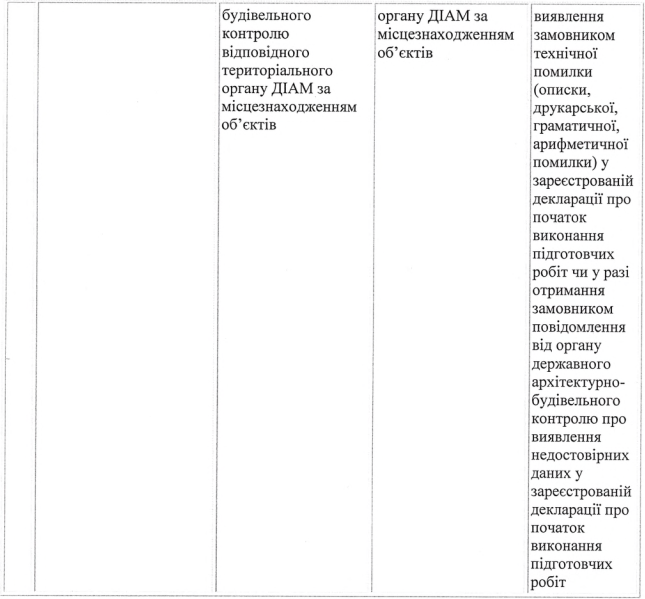 будівельного
контролю
відповідного
територіального
органу ДІАМ за
місцезнаходженням
об’єктів
органу ДІАМ за
місцезнаходженням
об’єктів
виявлення
замовником
технічної
помилки
(описки,
друкарської,
граматичної,
арифметичної
помилки) у
зареєстрованій
декларації про
початок
виконання
підготовчих
робіт чи у разі
отримання
замовником
повідомлення
від органу
державного
архітектурно-
будівельного
контролю про
виявлення
недостовірних
даних у
зареєстрованій
декларації про
початок
виконання
підготовчих
робіт